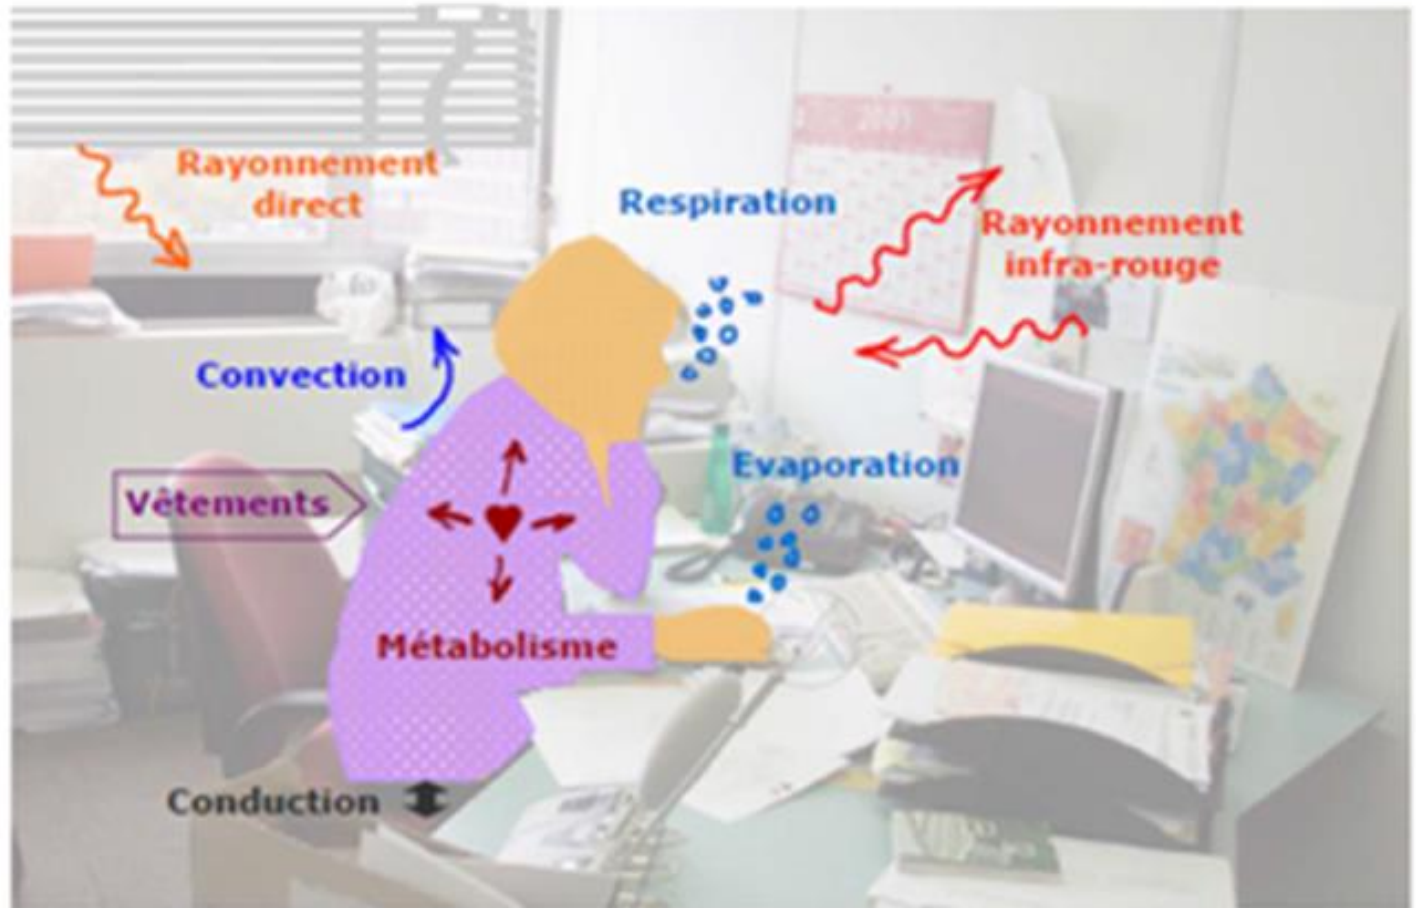 Rayonnement
direct
Respiration
Rayonnement
infra-rouge
Convection
Evaporation
Vêtements
Métabolisme
Conduction